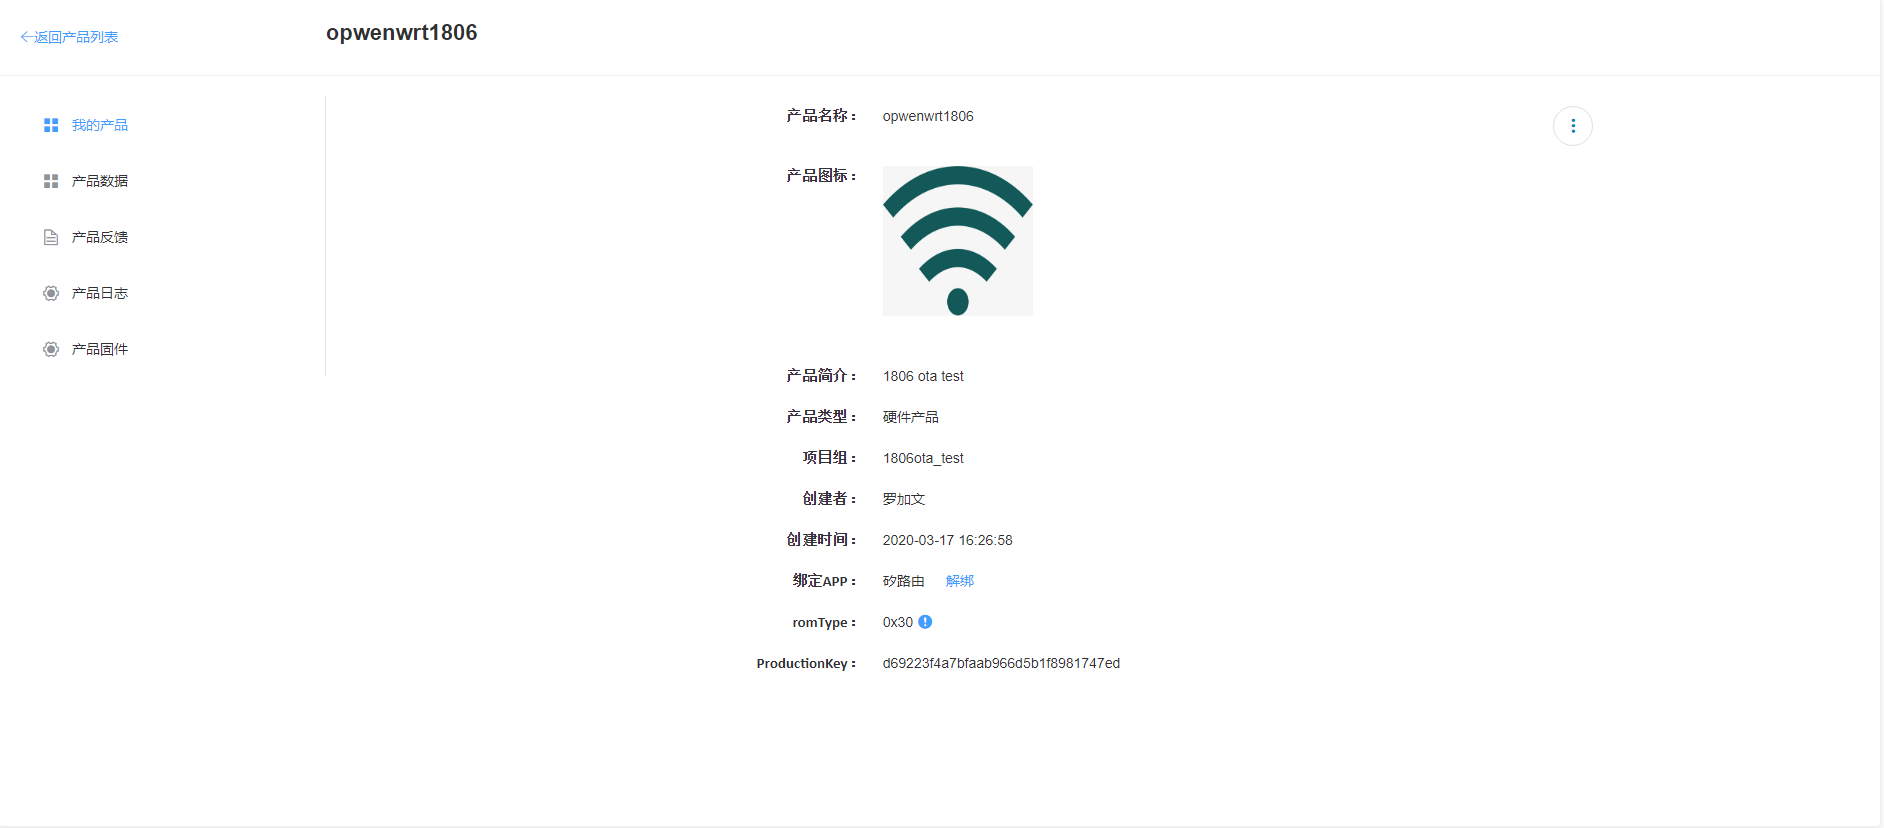 ←返回产品列表
opwenwrt1806
我的产品
产品数据
产品反馈
产品日志
产品固件
产品名称： opwenwrt1806
产品图标：
产品简介： 1806 ota test
产品类型： 硬件产品
项目组： 1806ota_test
创建者： 罗加文
创建时间： 2020-03-17 16:26:58
绑定APP： 矽路由 解绑
romType： 0x30
ProductionKey： d69223f4a7bfaab966d5b1f8981747ed